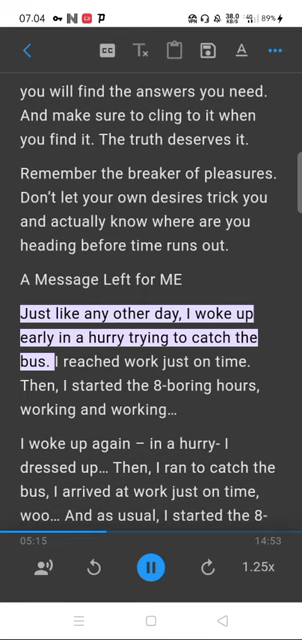 07.04
38.0
KB/S
4G
89%
CC
you will find the answers you need.
And make sure to cling to it when
you find it. The truth deserves it.
Remember the breaker of pleasures.
Don't let your own desires trick you
and actually know where are you
heading before time runs out.
A Message Left for ME
Just like any other day, I woke up
early in a hurry trying to catch the
bus. I reached work just on time.
Then, I started the 8-boring hours,
working and working...
I woke up again – in a hurry- I
dressed up... Then, I ran to catch the
bus, I arrived at work just on time,
woo... And as usual, I started the 8-
05:15
14:53
1.25x